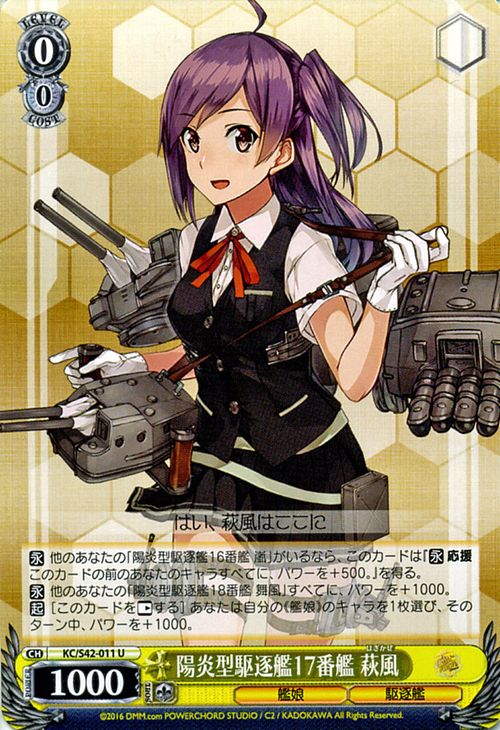 LEVEL
0
0
COST
はい、萩風はここに
永 他のあなたの「陽炎型駆逐艦16番艦 嵐」がいるなら、このカードは『永 応援
このカードの前のあなたのキャラすべてに、パワーを+500。』を得る。
永 他のあなたの「陽炎型駆逐艦18番艦 舞風」すべてに、パワーを+1000。
起 [このカードを する] あなたは自分の《艦娘》のキャラを1枚選び、そのターン中、パワーを+1000。
CH KC/S42-011 U
POWER
1000
SOUL
はぎかぜ
陽炎型駆逐艦17番艦 萩風
艦娘 駆逐艦
©2016 DMM.com POWERCHORD STUDIO / C2 / KADOKAWA All Rights Reserved.